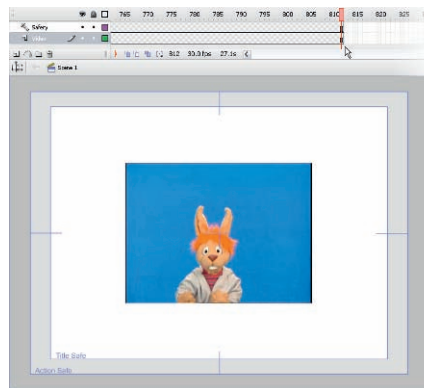 765 770 775 780 785 790 795 800 805 810 815 820 825
Safety
Video
812 30.0 fps 27.1s
Scene 1
Title Safe
Action Safe